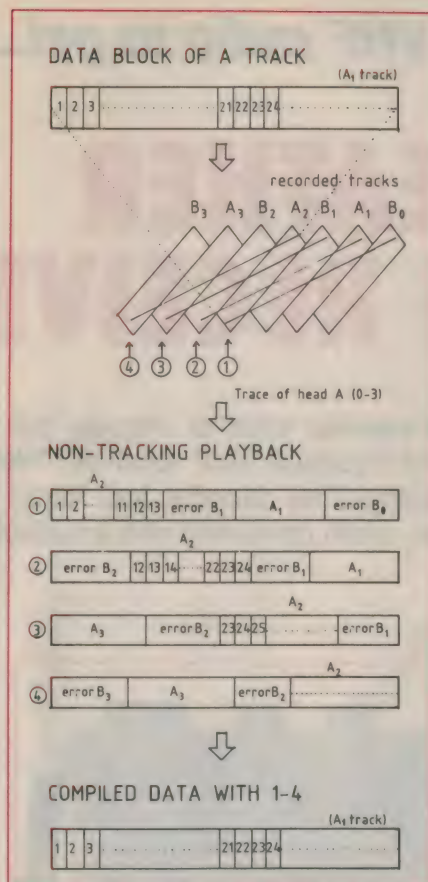 DATA BLOCK OF A TRACK
(A₁ track)
1 2 3 ...... 21 22 23 24 ......
recorded tracks
B₃ A₃ B₂ A₂ B₁ A₁ B₀
④ ③ ② ①
Trace of head A (0-3)
NON-TRACKING PLAYBACK
A₂
① 1 2 ... 11 12 13 error B₁ A₁ error B₀
A₂
② error B₂ 12 13 14 ..... 22 23 24 error B₁ A₁
A₂
③ A₃ error B₂ 23 24 25 ...... error B₁
A₂
④ error B₃ A₃ error B₂ ......
COMPILED DATA WITH 1-4
(A₁ track)
1 2 3 ...... 21 22 23 24 ......